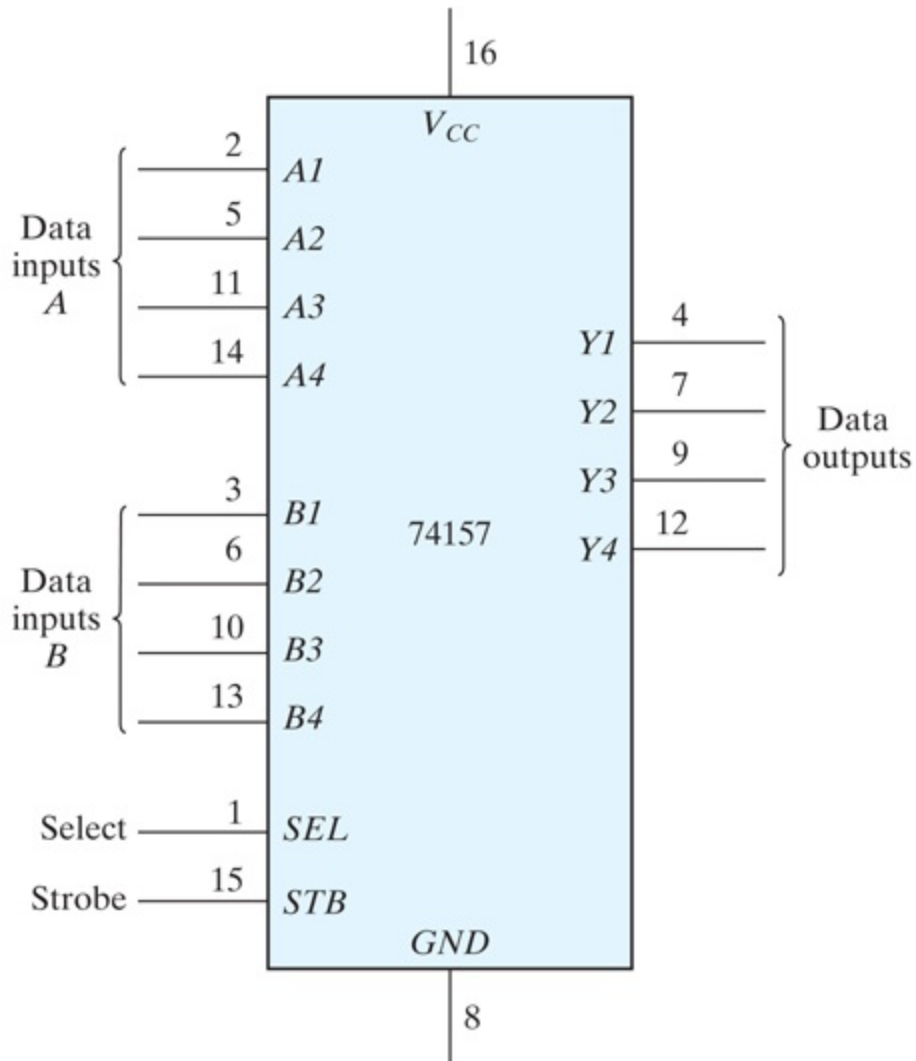 16
V_CC
Data
inputs
A
2
A1
5
A2
11
A3
14
A4
Data
inputs
B
3
B1
6
B2
10
B3
13
B4
74157
Y1
4
Y2
7
Y3
9
Y4
12
Data
outputs
Select
1
SEL
Strobe
15
STB
GND
8